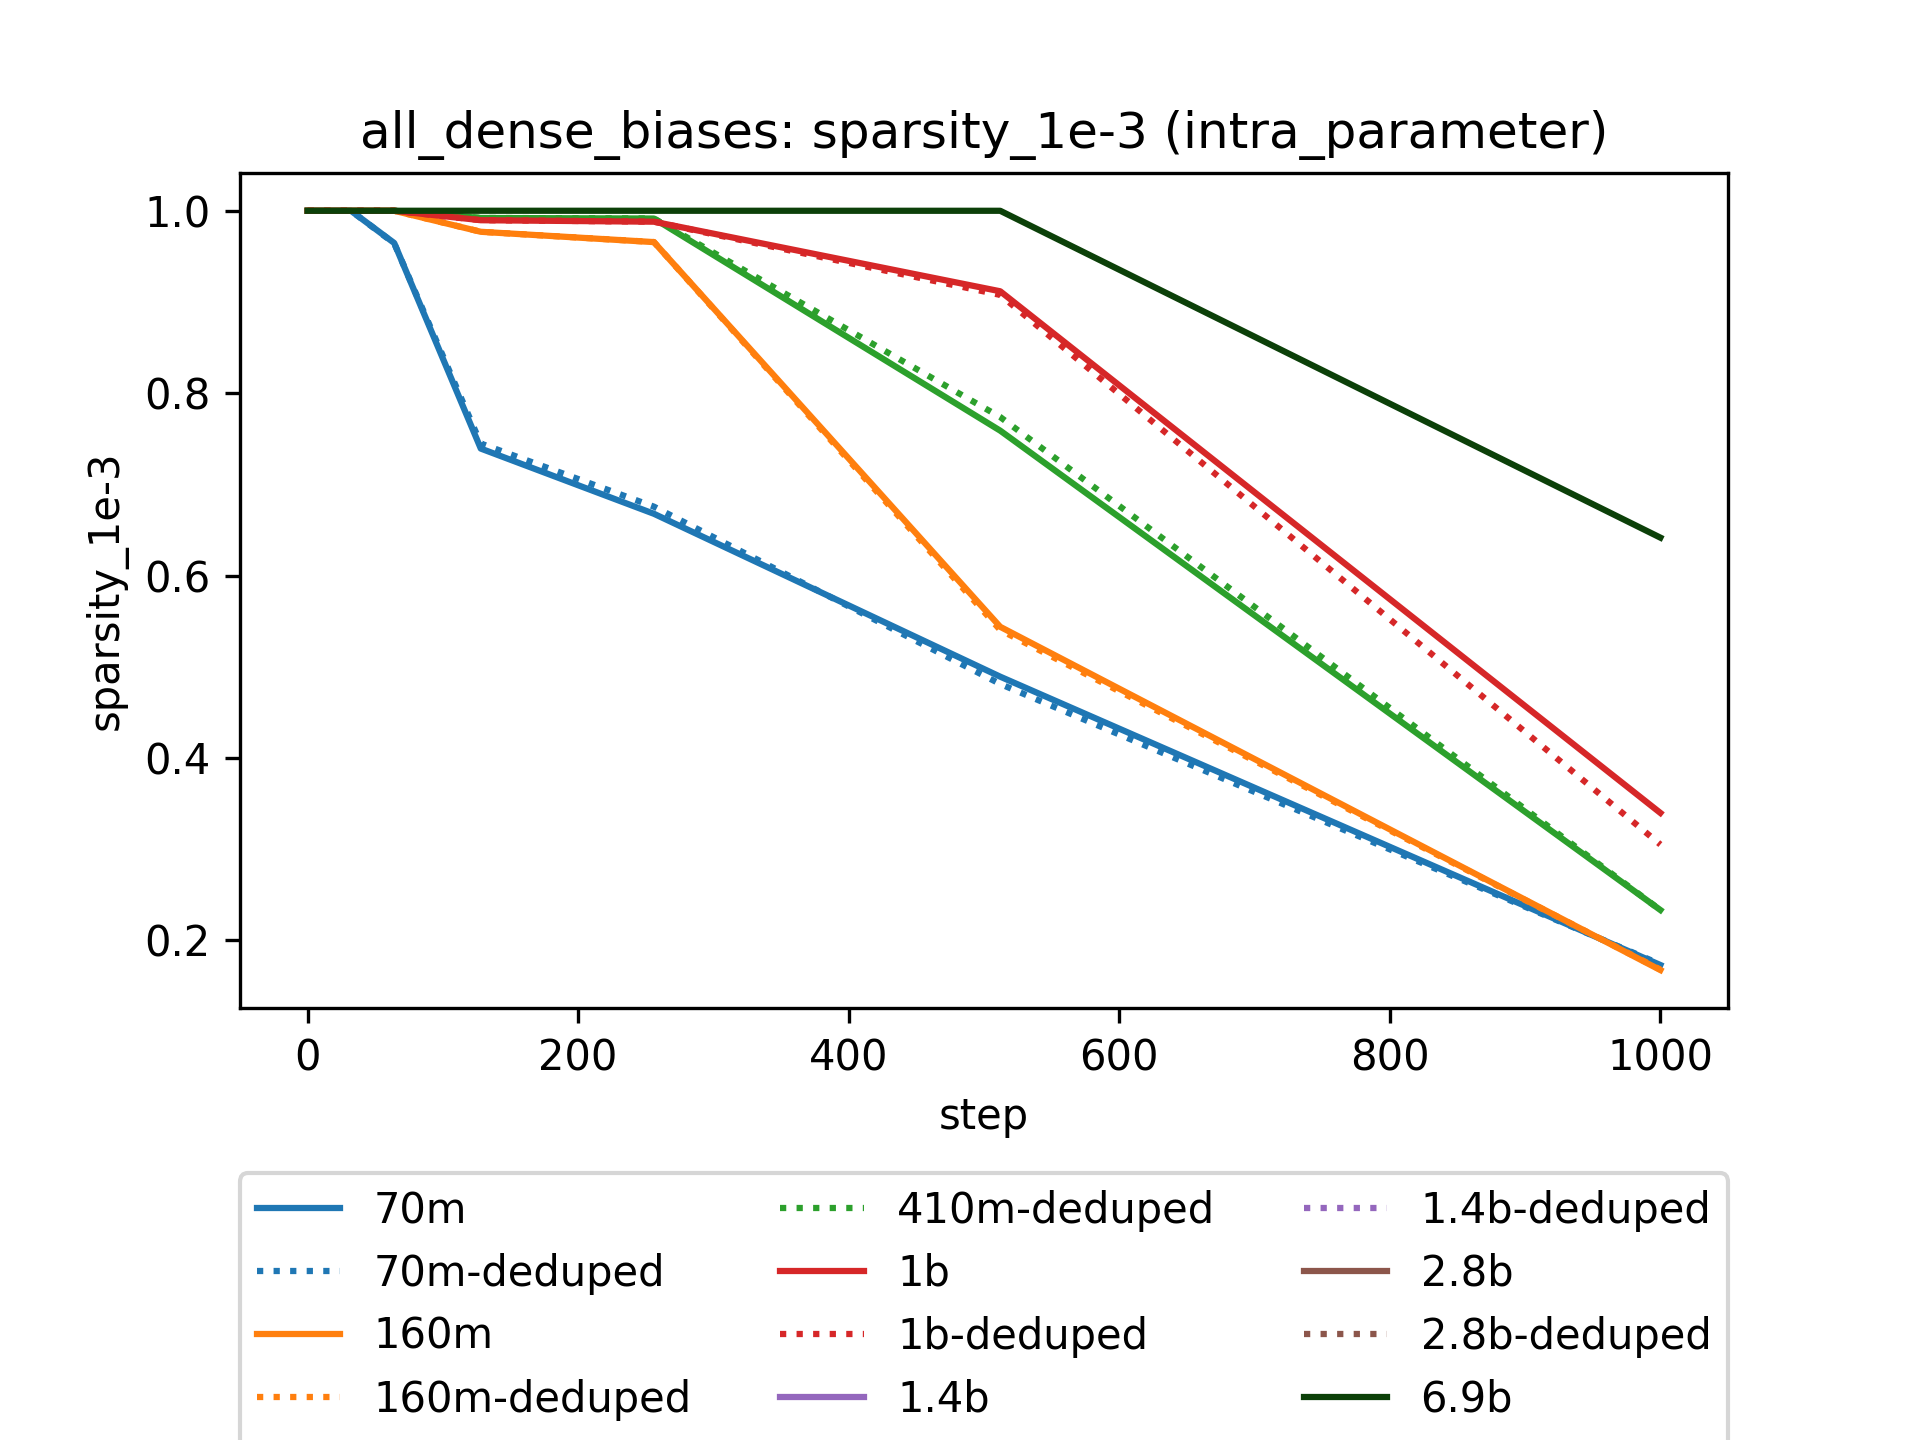 all_dense_biases: sparsity_1e-3 (intra_parameter)
sparsity_1e-3
1.0
0.8
0.6
0.4
0.2
0 200 400 600 800 1000
step
70m
70m-deduped
160m
160m-deduped
410m-deduped
1b
1b-deduped
1.4b
1.4b-deduped
2.8b
2.8b-deduped
6.9b